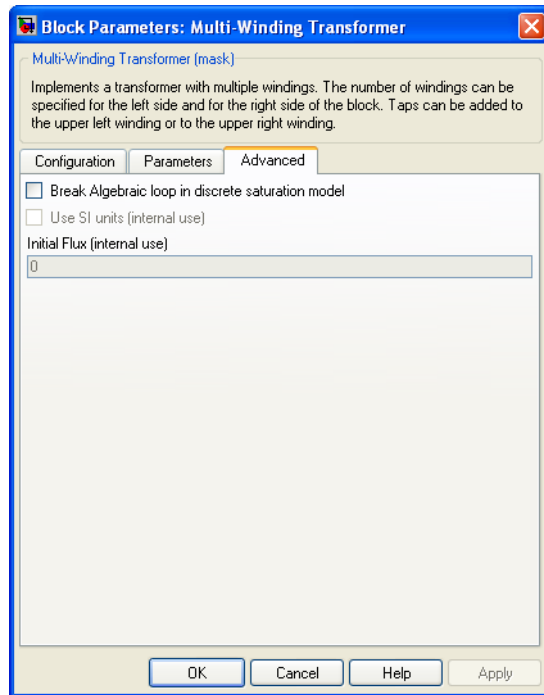 Block Parameters: Multi-Winding Transformer
Multi-Winding Transformer (mask)
Implements a transformer with multiple windings. The number of windings can be
specified for the left side and for the right side of the block. Taps can be added to
the upper left winding or to the upper right winding.
Configuration Parameters Advanced
Break Algebraic loop in discrete saturation model
Use SI units (internal use)
Initial Flux (internal use)
0
OK Cancel Help Apply